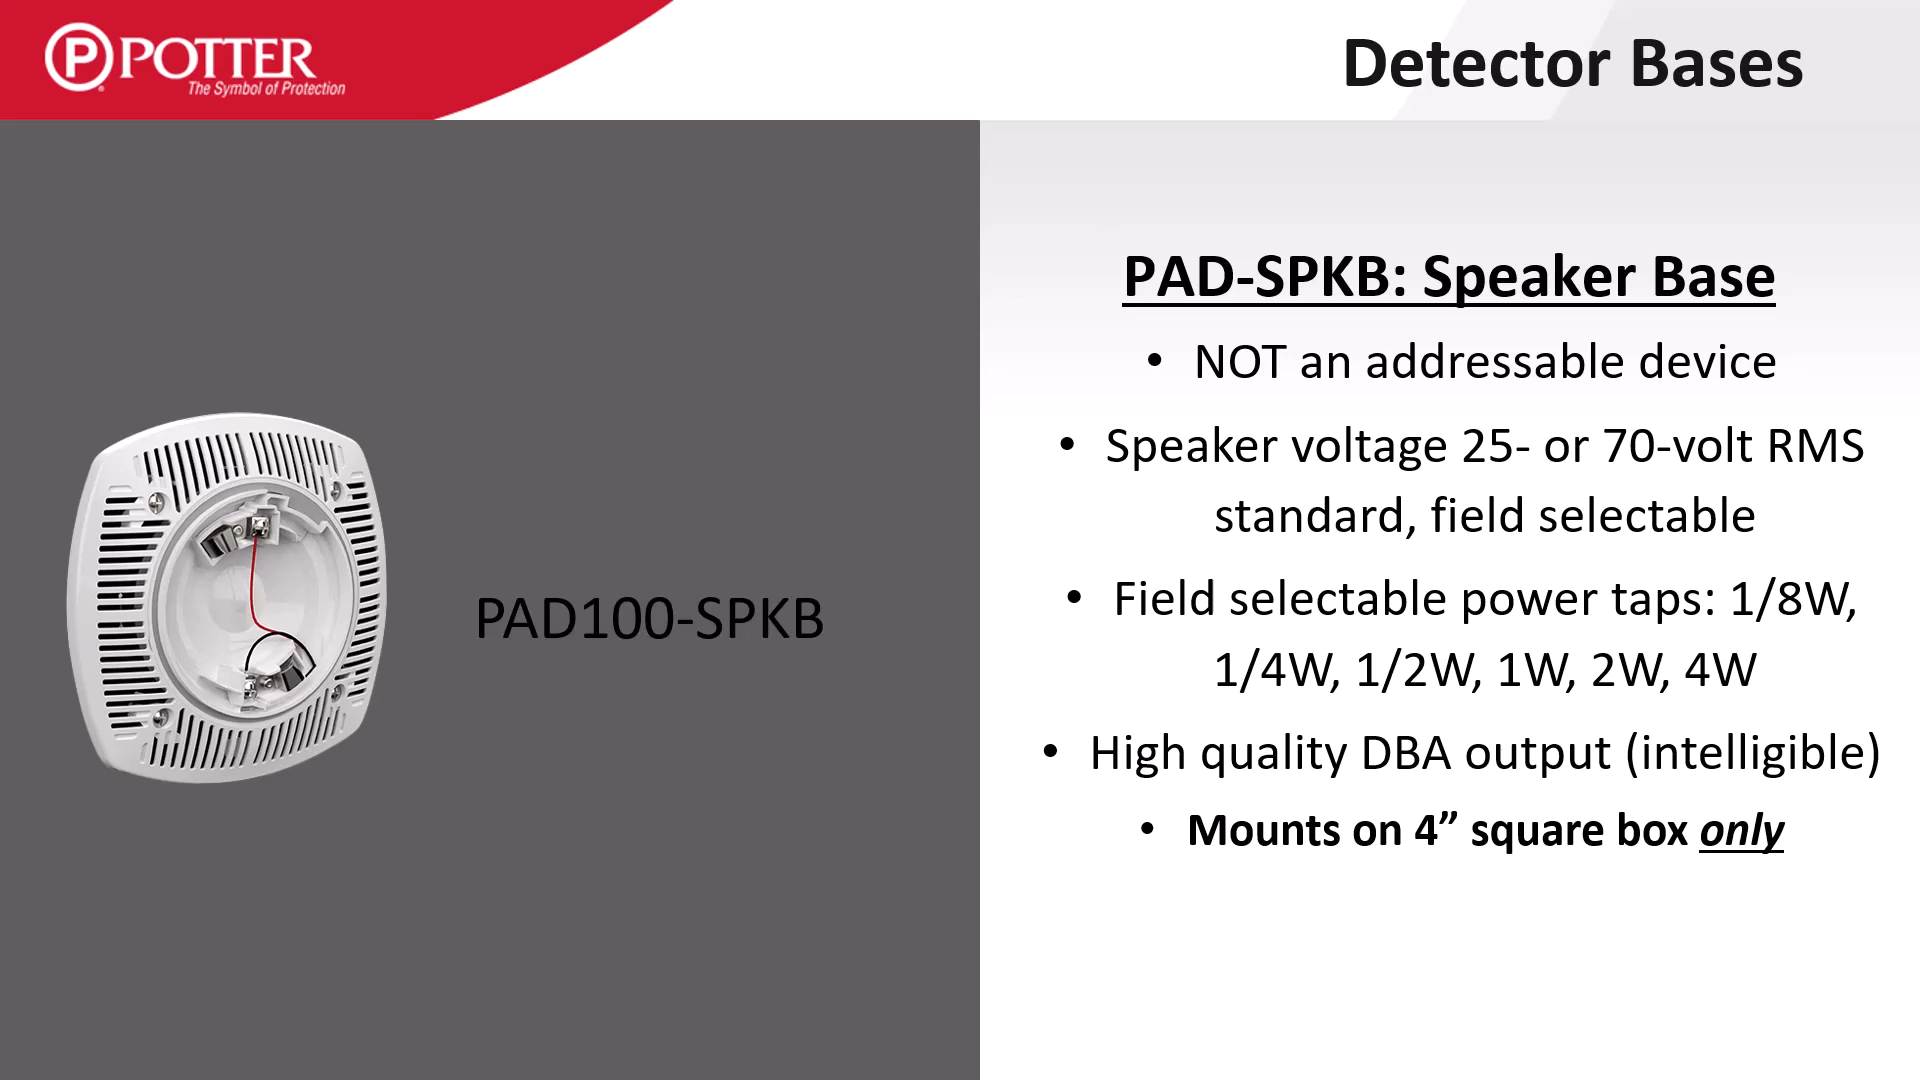 P POTTER
The Symbol of Protection
Detector Bases
PAD100-SPKB
PAD-SPKB: Speaker Base
• NOT an addressable device
• Speaker voltage 25- or 70-volt RMS
standard, field selectable
• Field selectable power taps: 1/8W,
1/4W, 1/2W, 1W, 2W, 4W
• High quality DBA output (intelligible)
• Mounts on 4” square box only